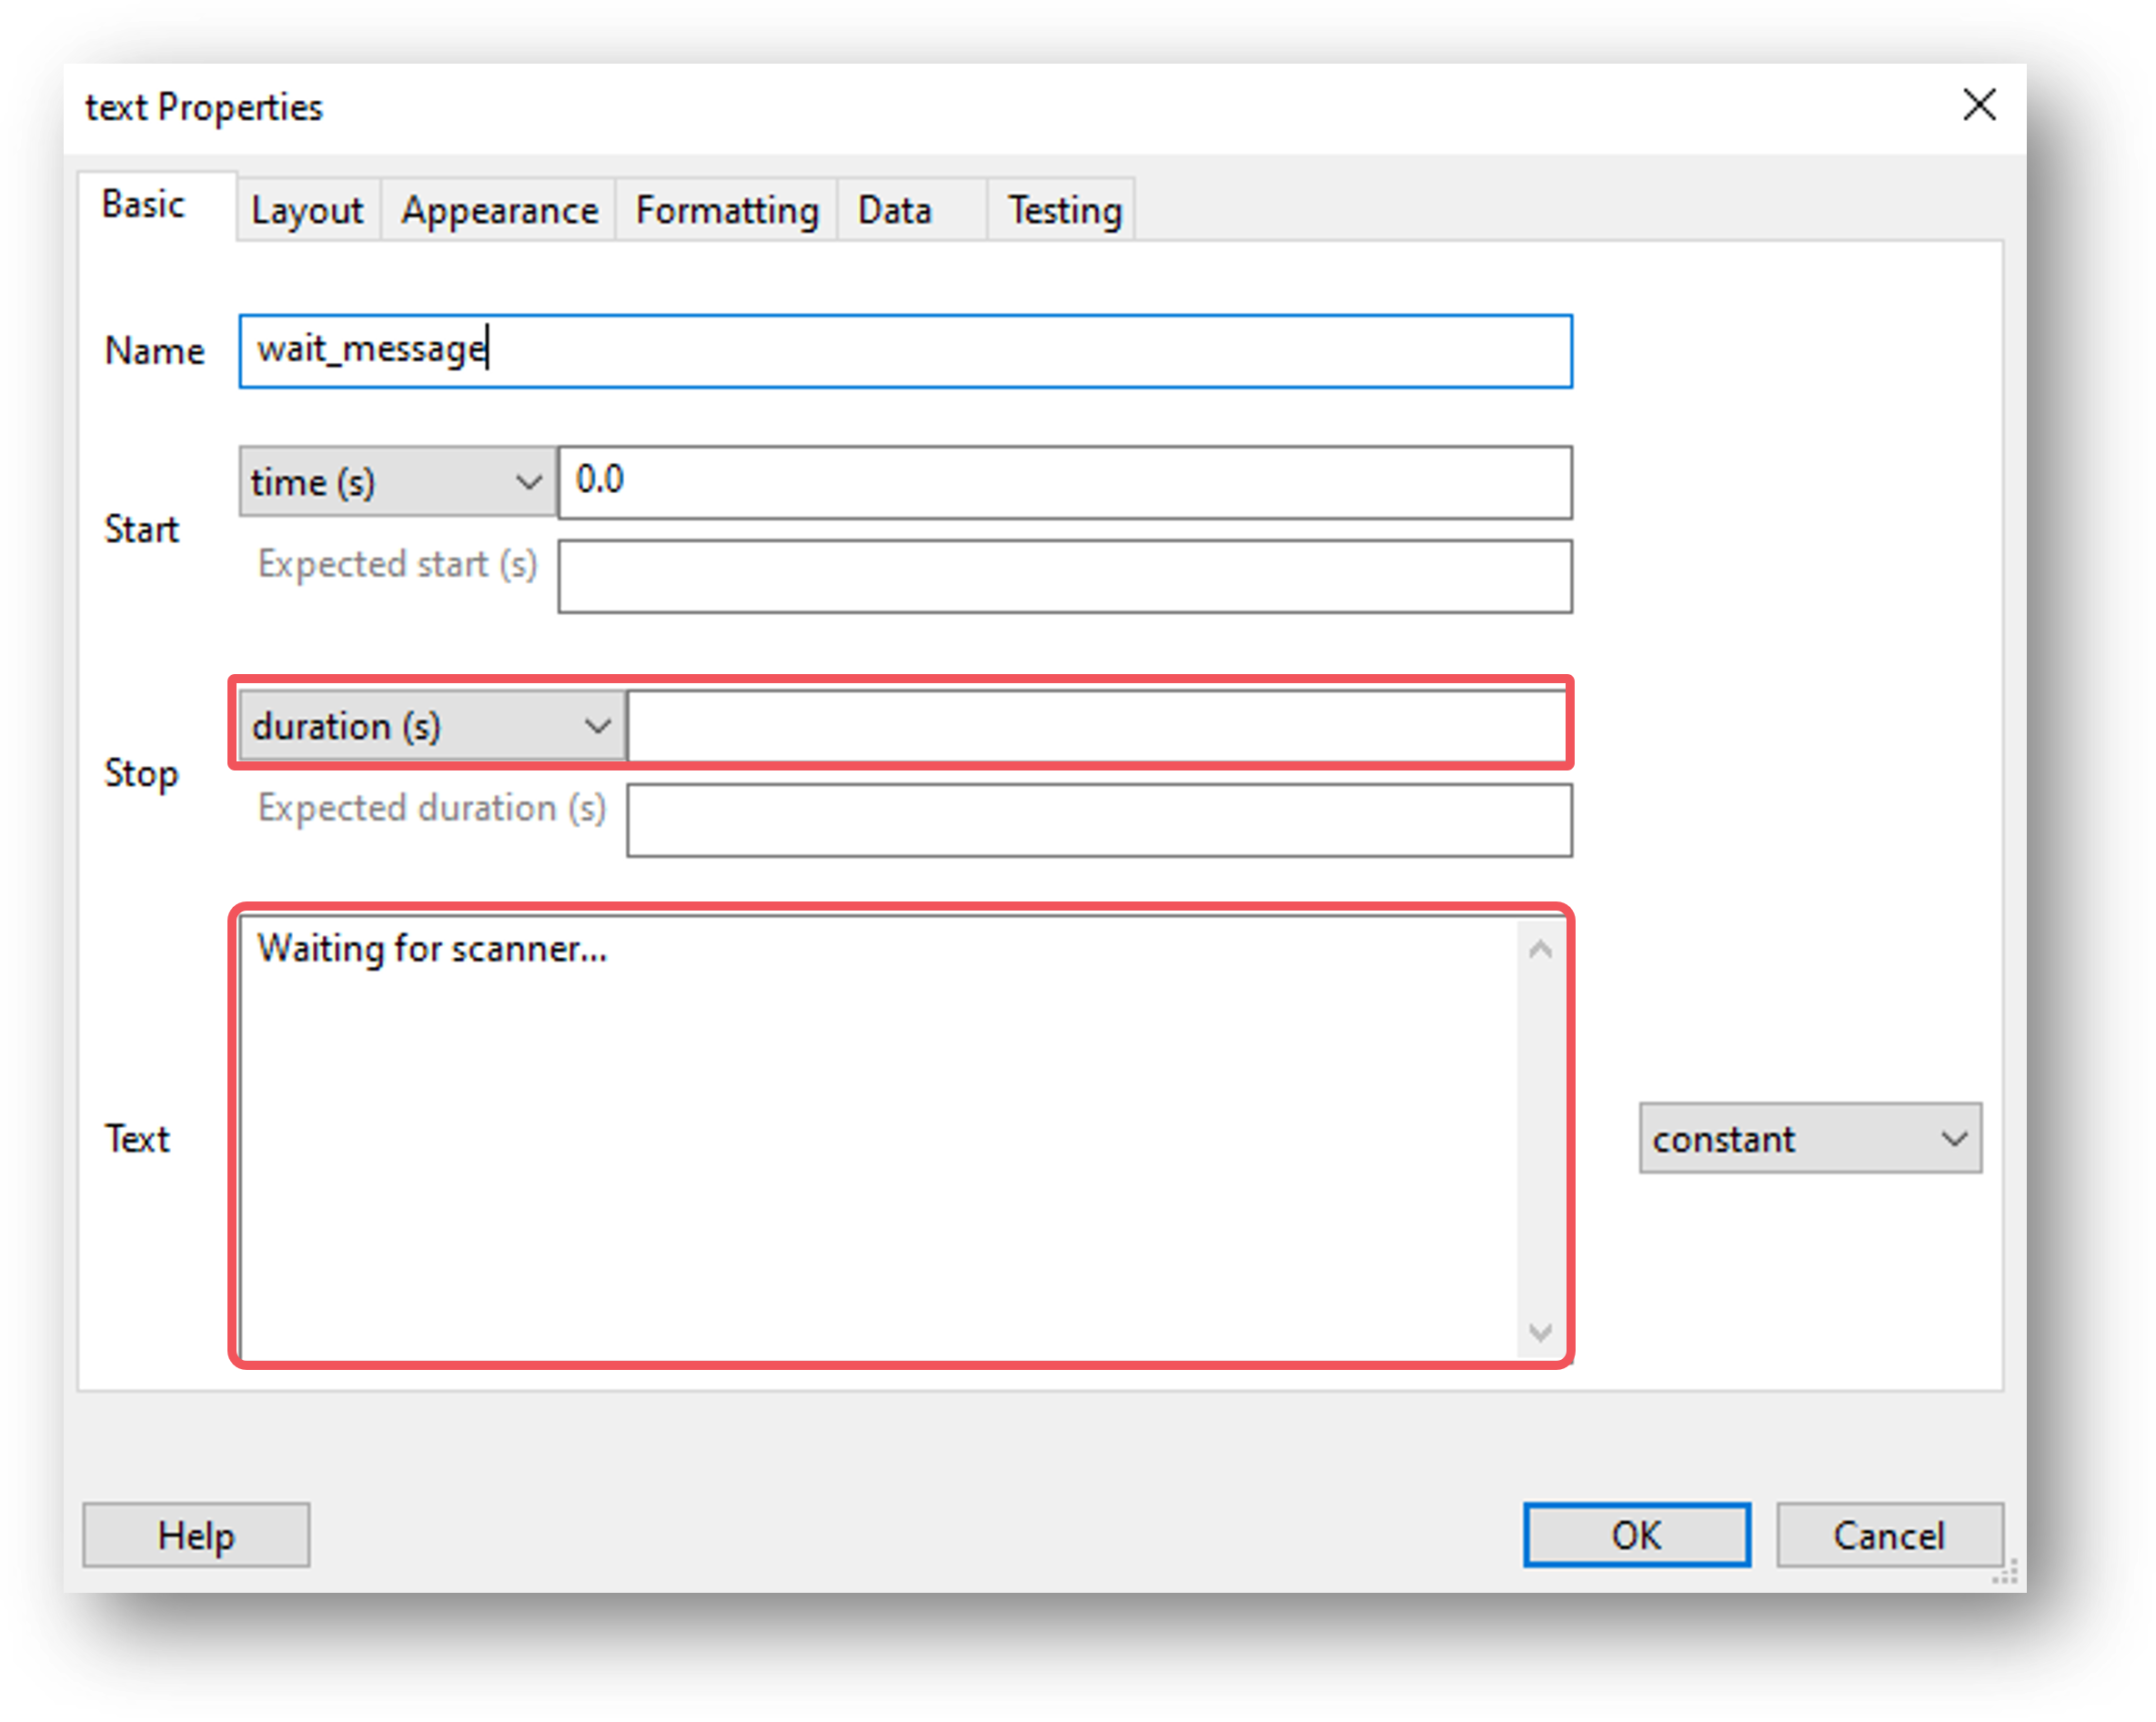 text Properties
Basic Layout Appearance Formatting Data Testing
Name wait_message
Start time (s) 0.0
Expected start (s)
Stop duration (s)
Expected duration (s)
Text Waiting for scanner... constant
Help OK Cancel